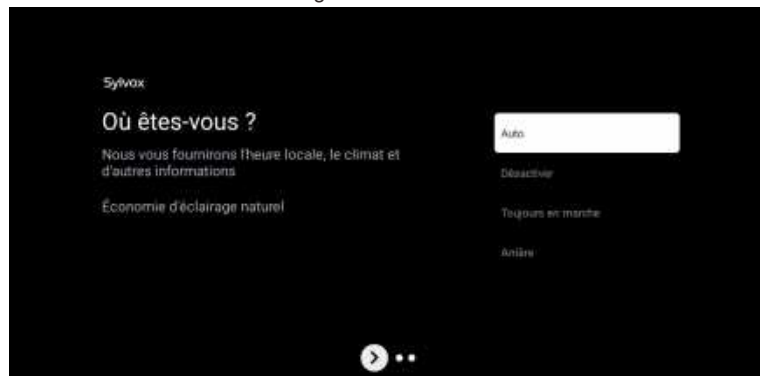 Sylvox
Où êtes-vous ?
Nous vous fournirons l'heure locale, le climat et
d'autres informations
Économie d'éclairage naturel
Auto
Désactiver
Toujours en marche
Arrière